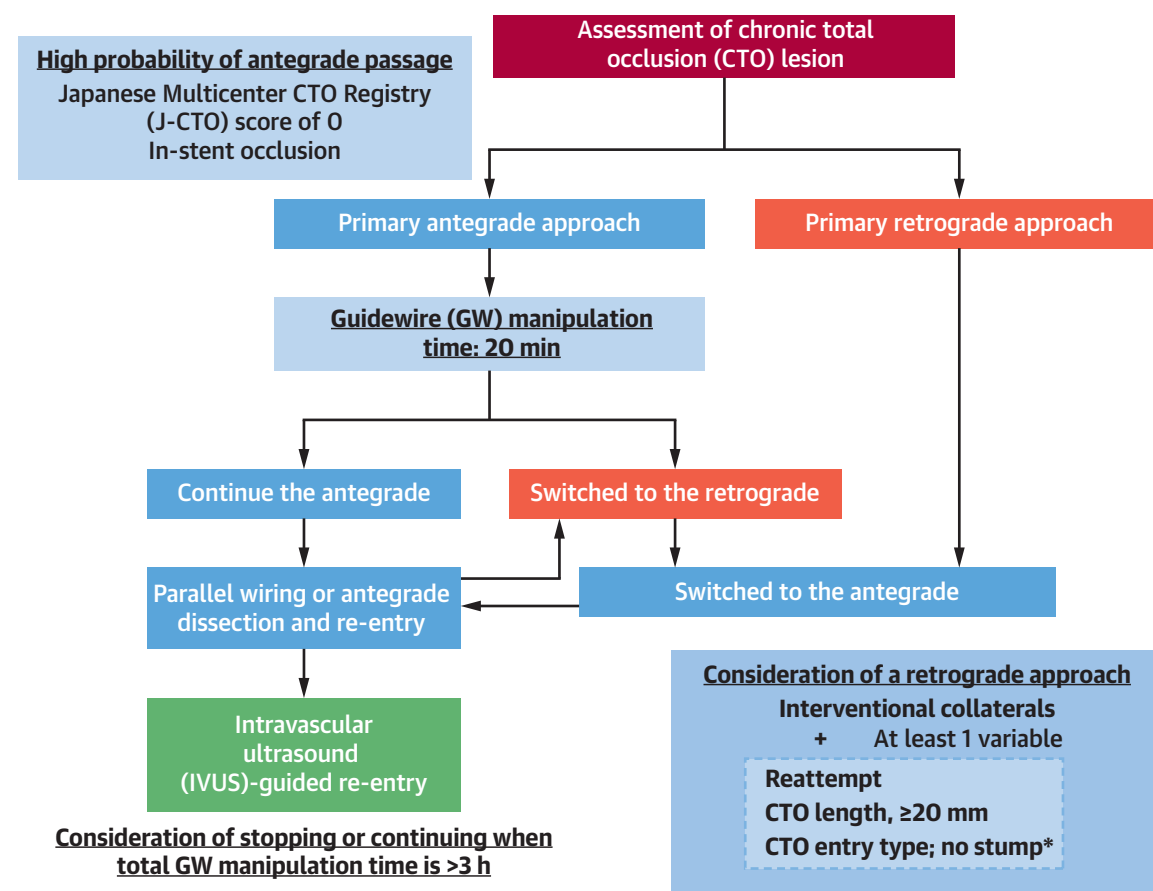 Assessment of chronic total
occlusion (CTO) lesion
High probability of antegrade passage
Japanese Multicenter CTO Registry
(J-CTO) score of 0
In-stent occlusion
Primary antegrade approach
Primary retrograde approach
Guidewire (GW) manipulation
time: 20 min
Continue the antegrade
Switched to the retrograde
Parallel wiring or antegrade
dissection and re-entry
Switched to the antegrade
Intravascular
ultrasound
(IVUS)-guided re-entry
Consideration of stopping or continuing when
total GW manipulation time is >3 h
Consideration of a retrograde approach
Interventional collaterals
+ At least 1 variable
Reattempt
CTO length, ≥20 mm
CTO entry type; no stump*